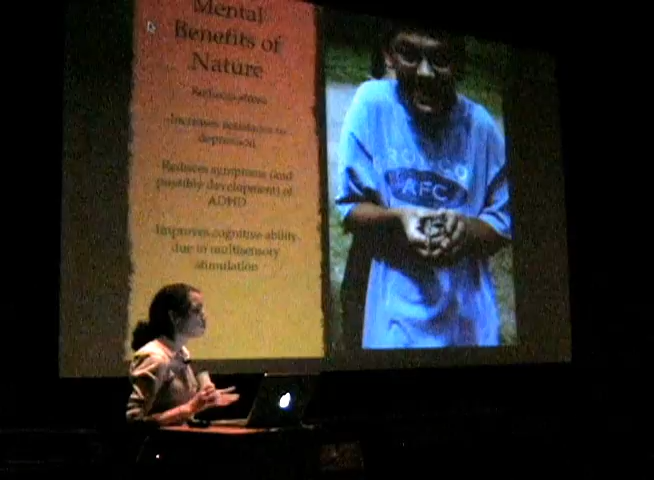 Mental
Benefits of
Nature
Reduces stress
Increases resistance to
depression
Reduces symptoms (and
possibly development) of
ADHD
Improves cognitive ability
due to multisensory
stimulation
AFC